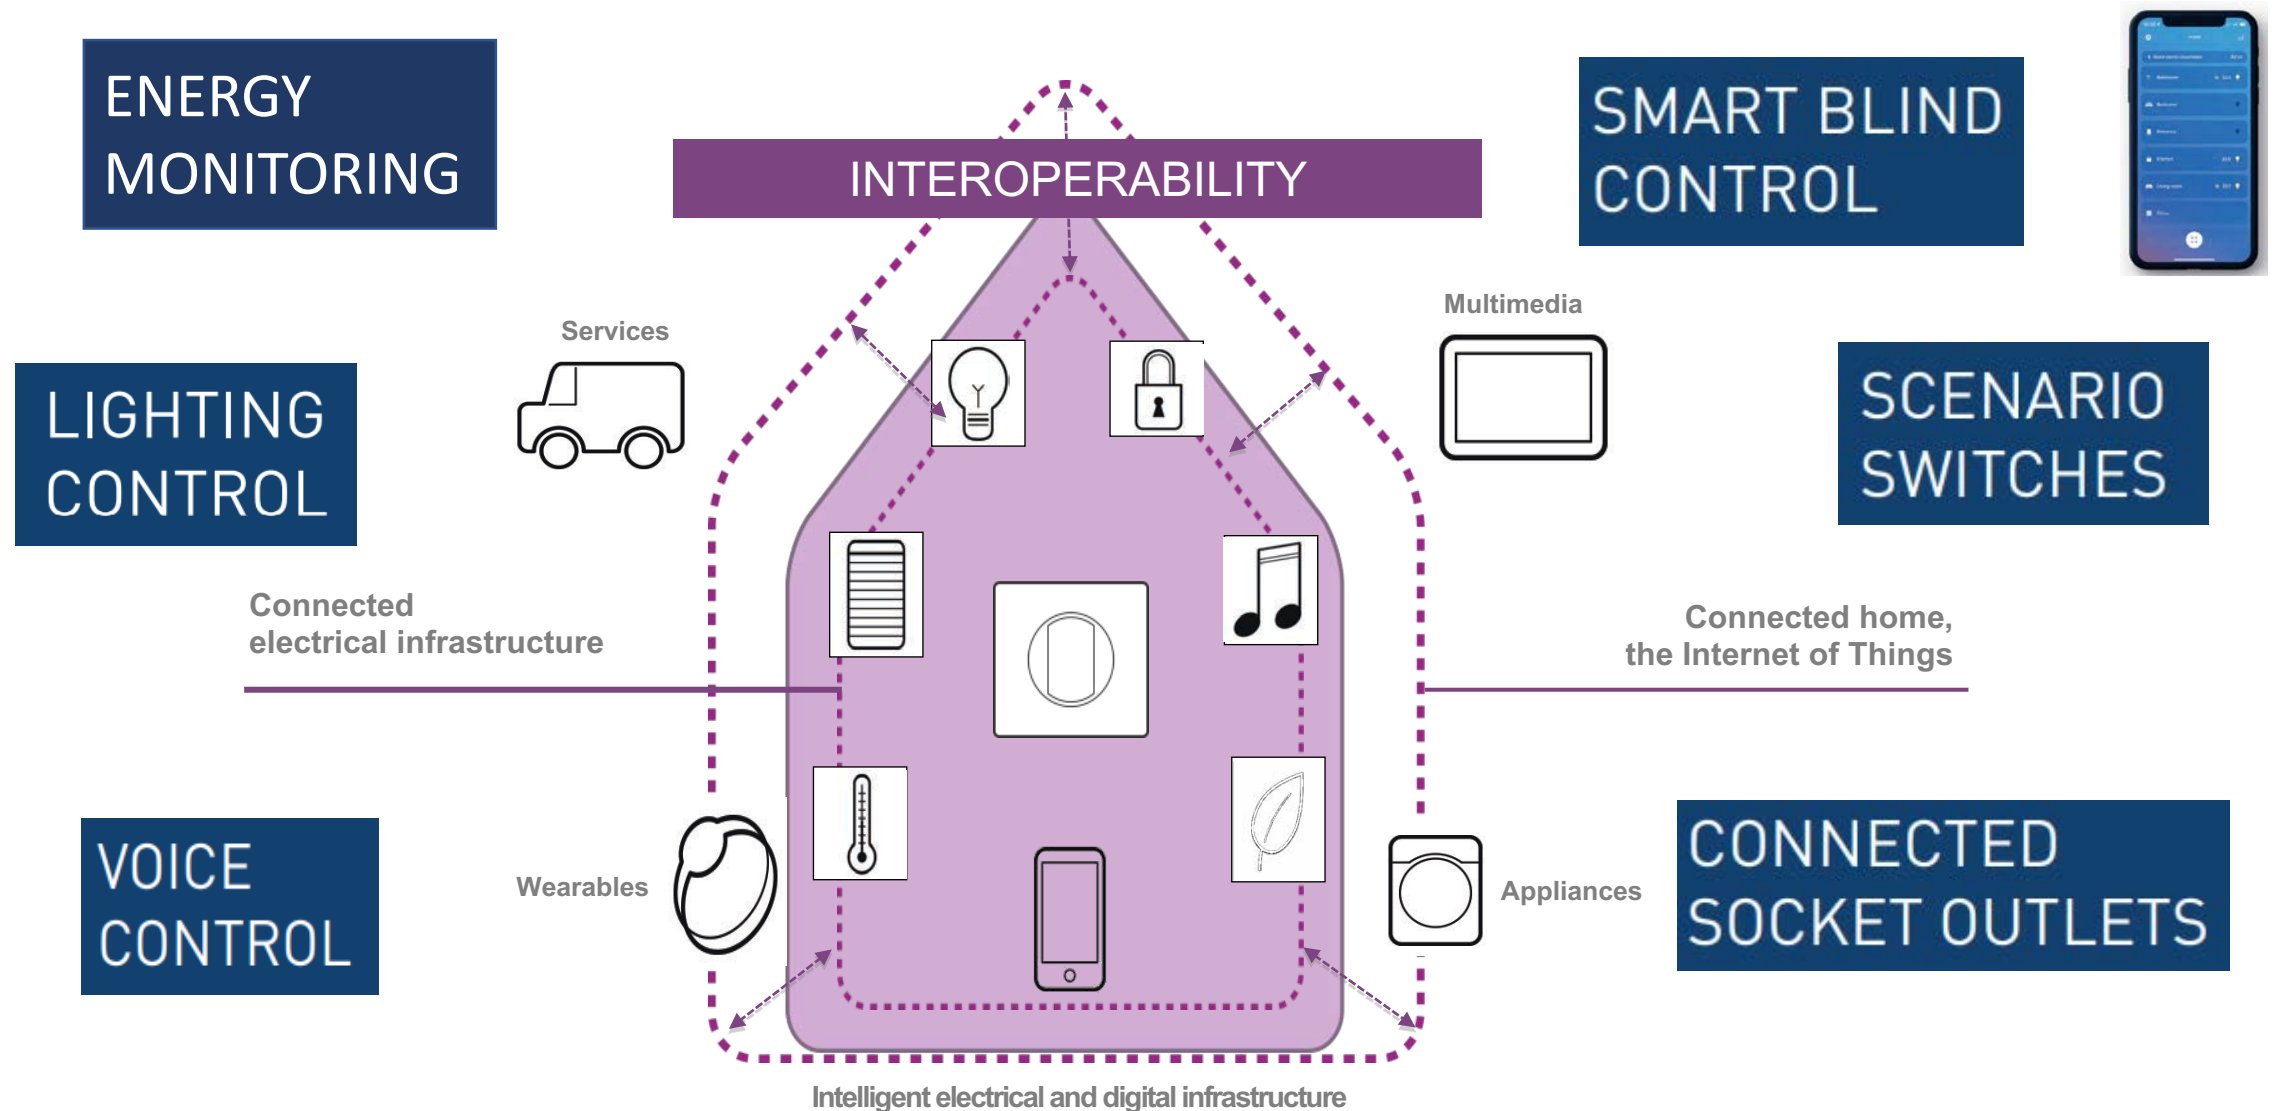 ENERGY
MONITORING
INTEROPERABILITY
SMART BLIND
CONTROL
Services
Multimedia
LIGHTING
CONTROL
SCENARIO
SWITCHES
Connected
electrical infrastructure
Connected home,
the Internet of Things
VOICE
CONTROL
Wearables
Appliances
CONNECTED
SOCKET OUTLETS
Intelligent electrical and digital infrastructure